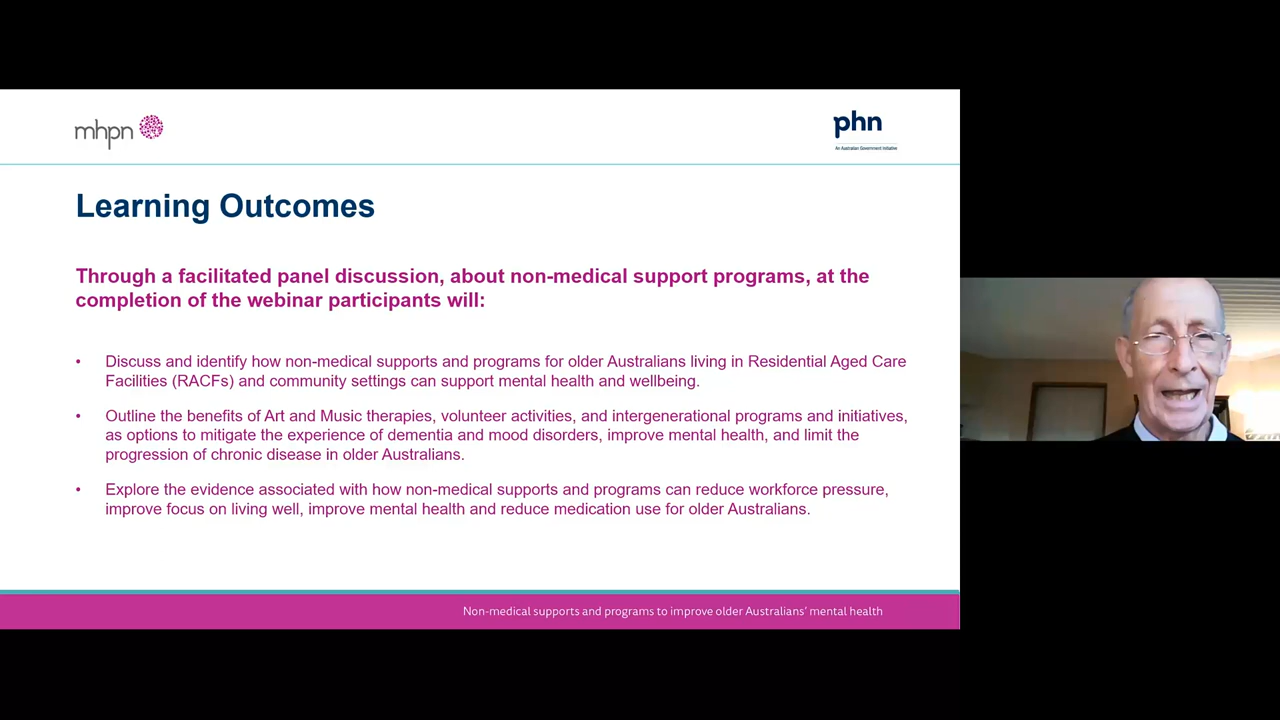 mhpn
phn
An Australian Government Initiative
Learning Outcomes
Through a facilitated panel discussion, about non-medical support programs, at the
completion of the webinar participants will:
• Discuss and identify how non-medical supports and programs for older Australians living in Residential Aged Care
Facilities (RACFs) and community settings can support mental health and wellbeing.
• Outline the benefits of Art and Music therapies, volunteer activities, and intergenerational programs and initiatives,
as options to mitigate the experience of dementia and mood disorders, improve mental health, and limit the
progression of chronic disease in older Australians.
• Explore the evidence associated with how non-medical supports and programs can reduce workforce pressure,
improve focus on living well, improve mental health and reduce medication use for older Australians.
Non-medical supports and programs to improve older Australians’ mental health